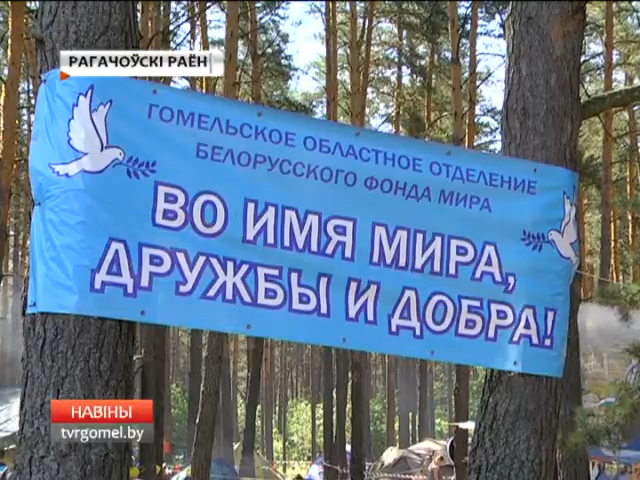 РАГАЧОЎСКІ РАЁН
ГОМЕЛЬСКОЕ ОБЛАСТНОЕ ОТДЕЛЕНИЕ
БЕЛОРУССКОГО ФОНДА МИРА
ВО ИМЯ МИРА,
ДРУЖБЫ И ДОБРА!
НАВІНЫ
tvrgomel.by